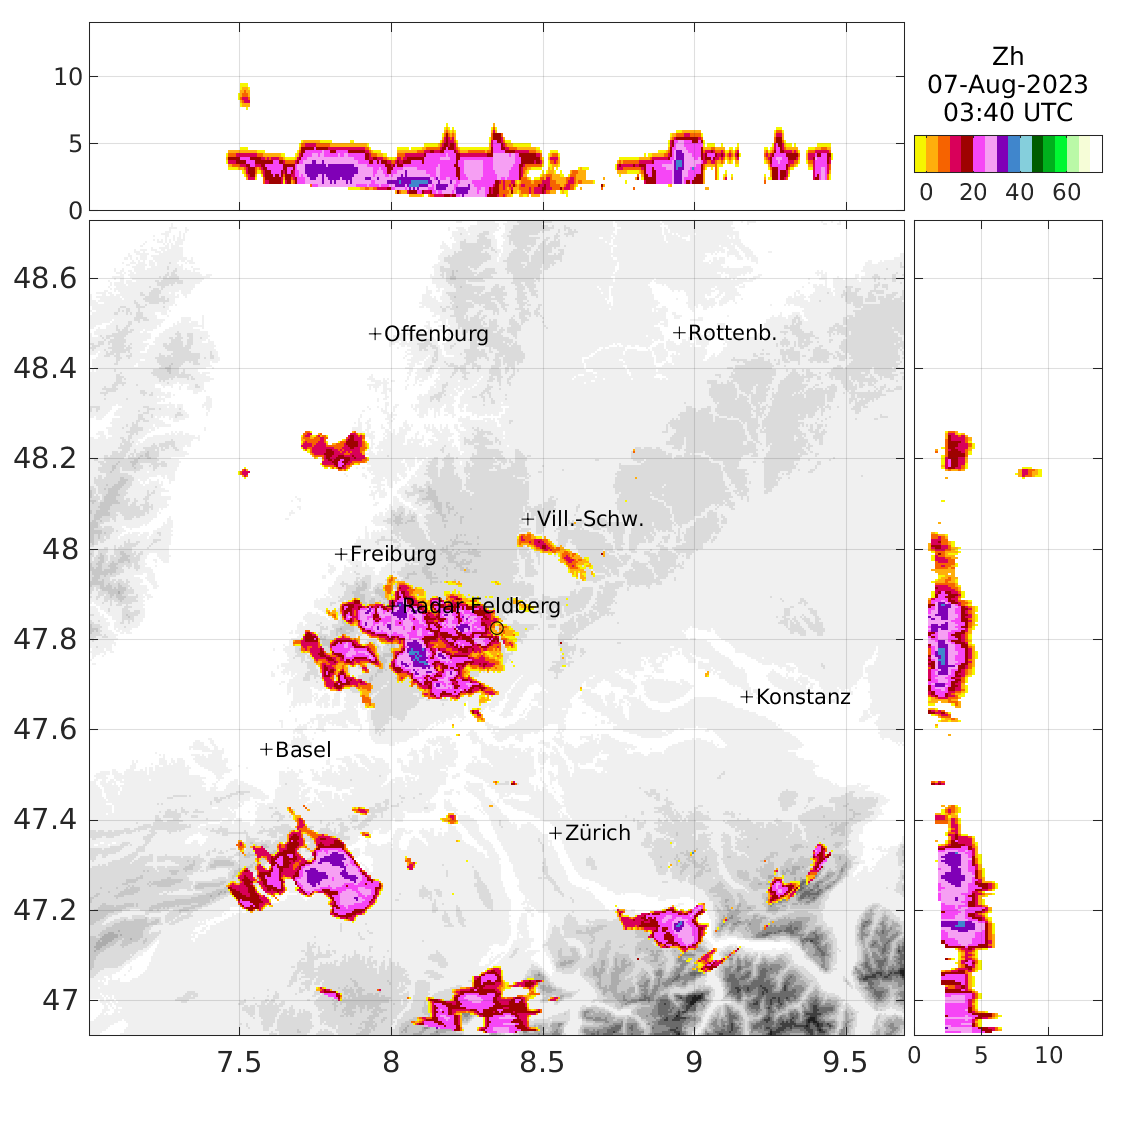 10
5
0
Zh
07-Aug-2023
03:40 UTC
0 20 40 60
48.6
48.4
48.2
48
47.8
47.6
47.4
47.2
47
+Offenburg
+Rottenb.
+Vill.-Schw.
+Freiburg
+Radar Feldberg
+Konstanz
+Basel
+Zürich
7.5 8 8.5 9 9.5
0 5 10